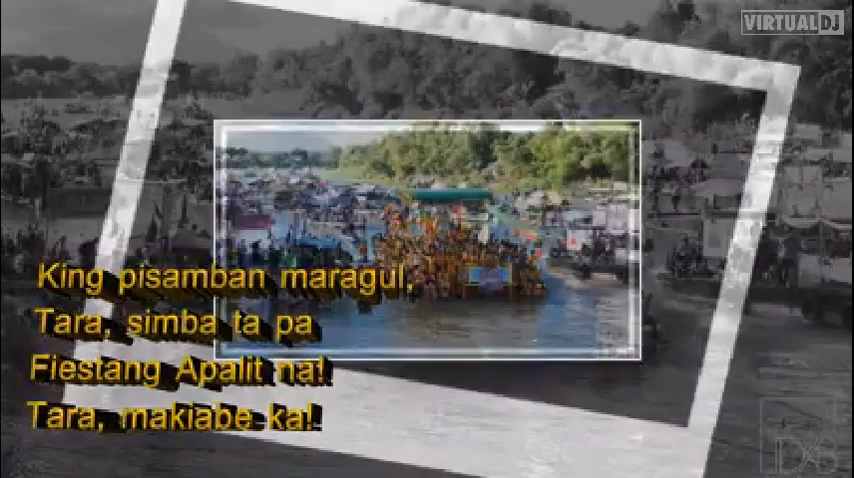 VIRTUALDJ
King pisamban maragul,
Tara, simba ta pa
Fiestang Apalit na!
Tara, makiabe ka!